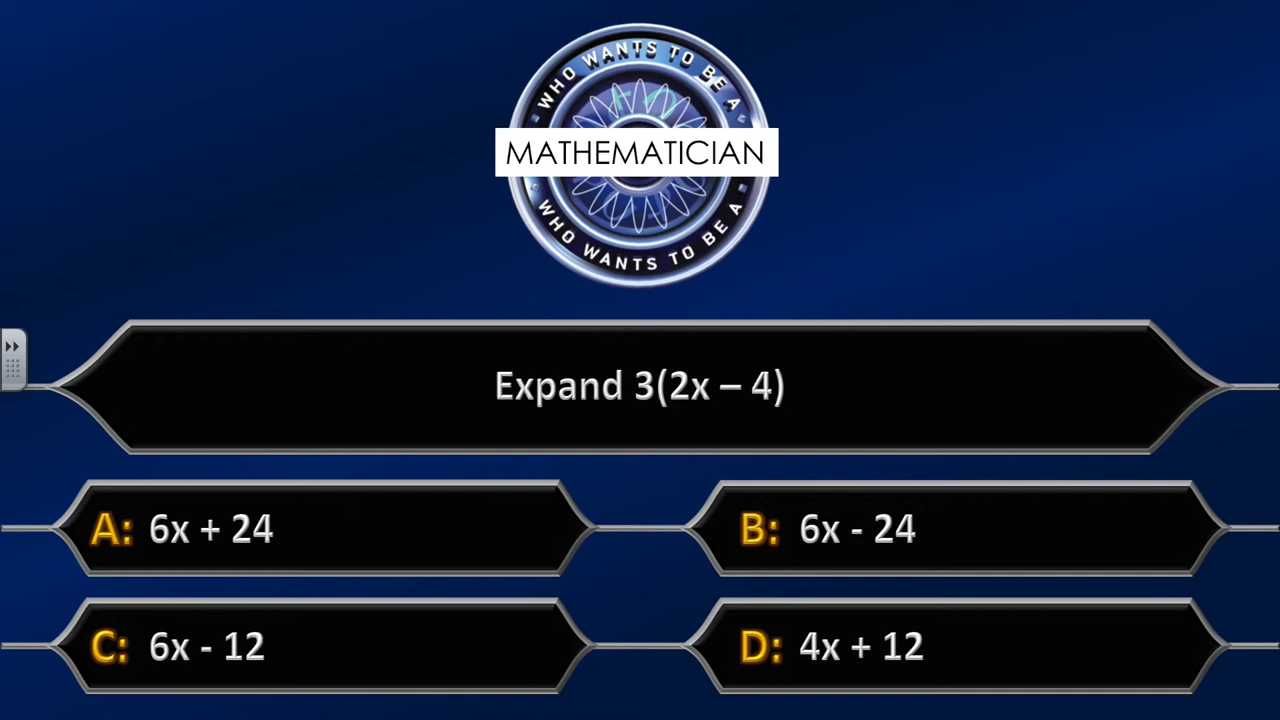 WHO WANTS TO BE A
MATHEMATICIAN
WHO WANTS TO BE A
Expand 3(2x – 4)
A: 6x + 24
B: 6x - 24
C: 6x - 12
D: 4x + 12